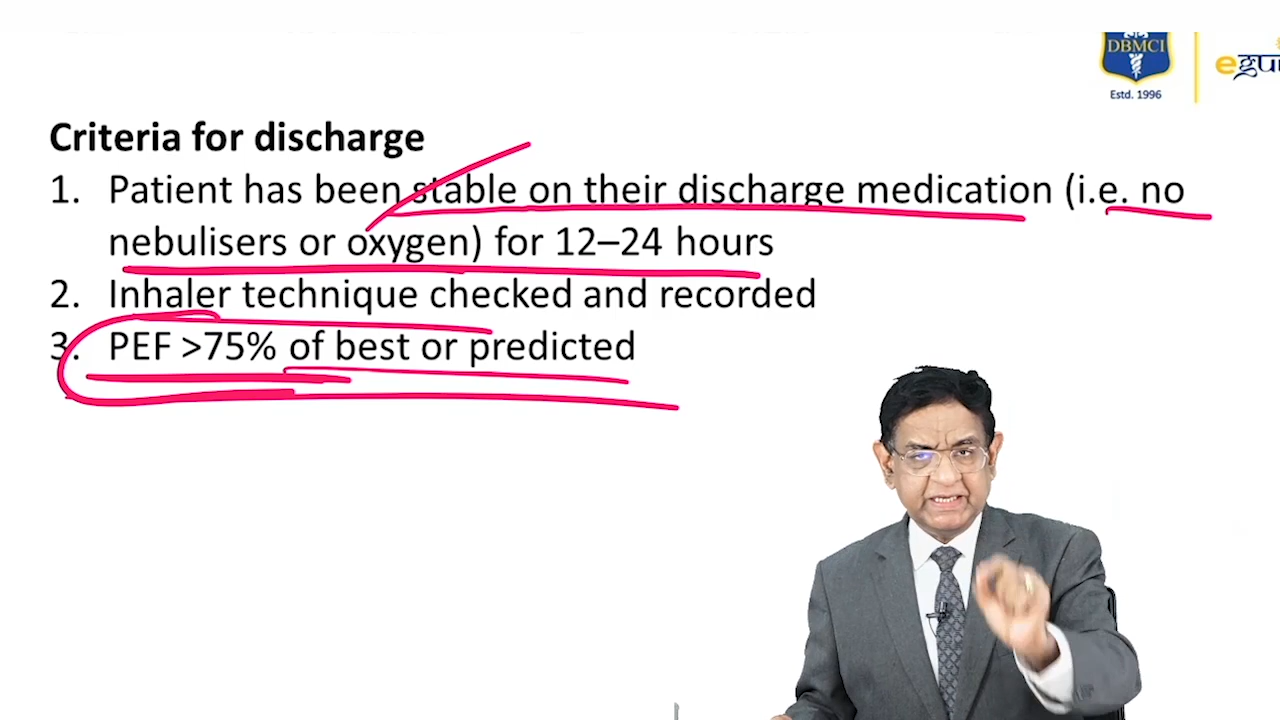 DBMCI
Estd. 1996
Criteria for discharge
1. Patient has been stable on their discharge medication (i.e. no
nebulisers or oxygen) for 12–24 hours
2. Inhaler technique checked and recorded
3. PEF >75% of best or predicted